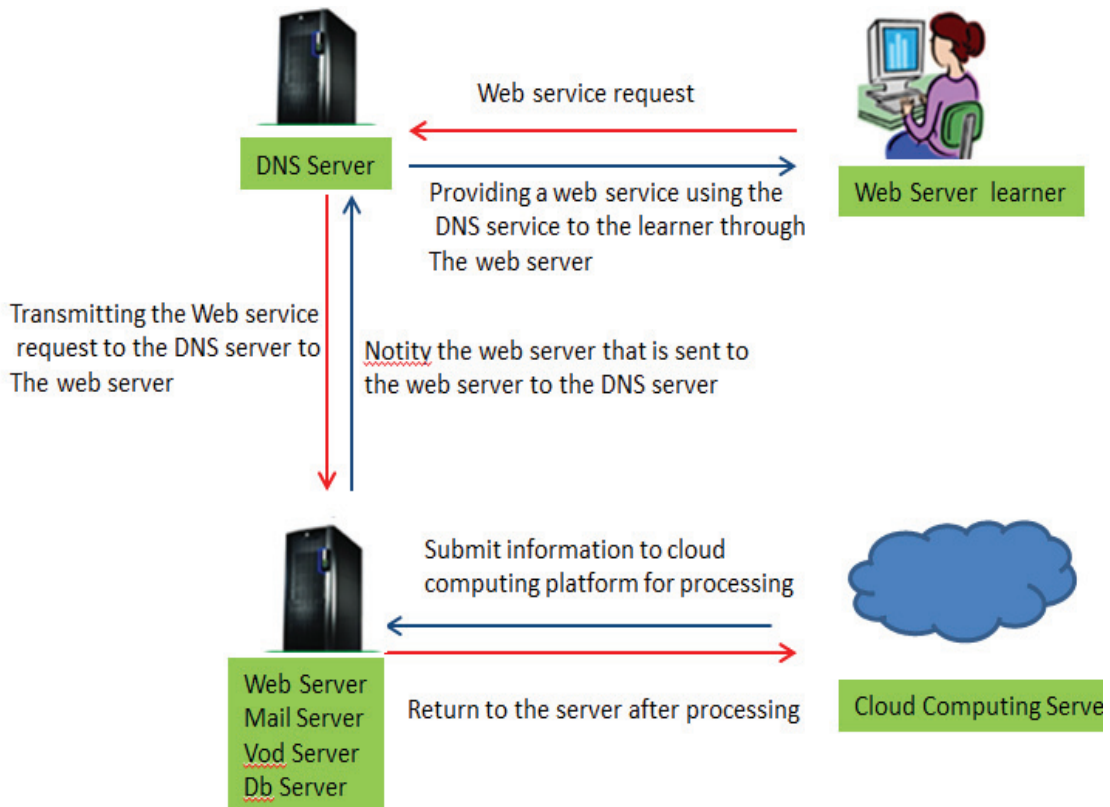 Web service request
DNS Server
Web Server learner
Providing a web service using the
DNS service to the learner through
The web server
Transmitting the Web service
request to the DNS server to
The web server
Notity the web server that is sent to
the web server to the DNS server
Submit information to cloud
computing platform for processing
Web Server
Mail Server
Vod Server
Db Server
Return to the server after processing
Cloud Computing Serve